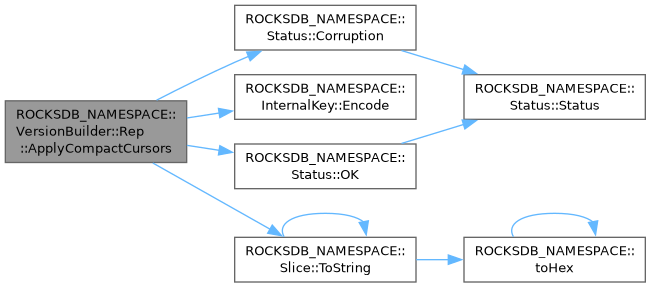 ROCKSDB_NAMESPACE::
Status::Corruption
ROCKSDB_NAMESPACE::
InternalKey::Encode
ROCKSDB_NAMESPACE::
Status::Status
ROCKSDB_NAMESPACE::
VersionBuilder::Rep
::ApplyCompactCursors
ROCKSDB_NAMESPACE::
Status::OK
ROCKSDB_NAMESPACE::
Slice::ToString
ROCKSDB_NAMESPACE::
toHex